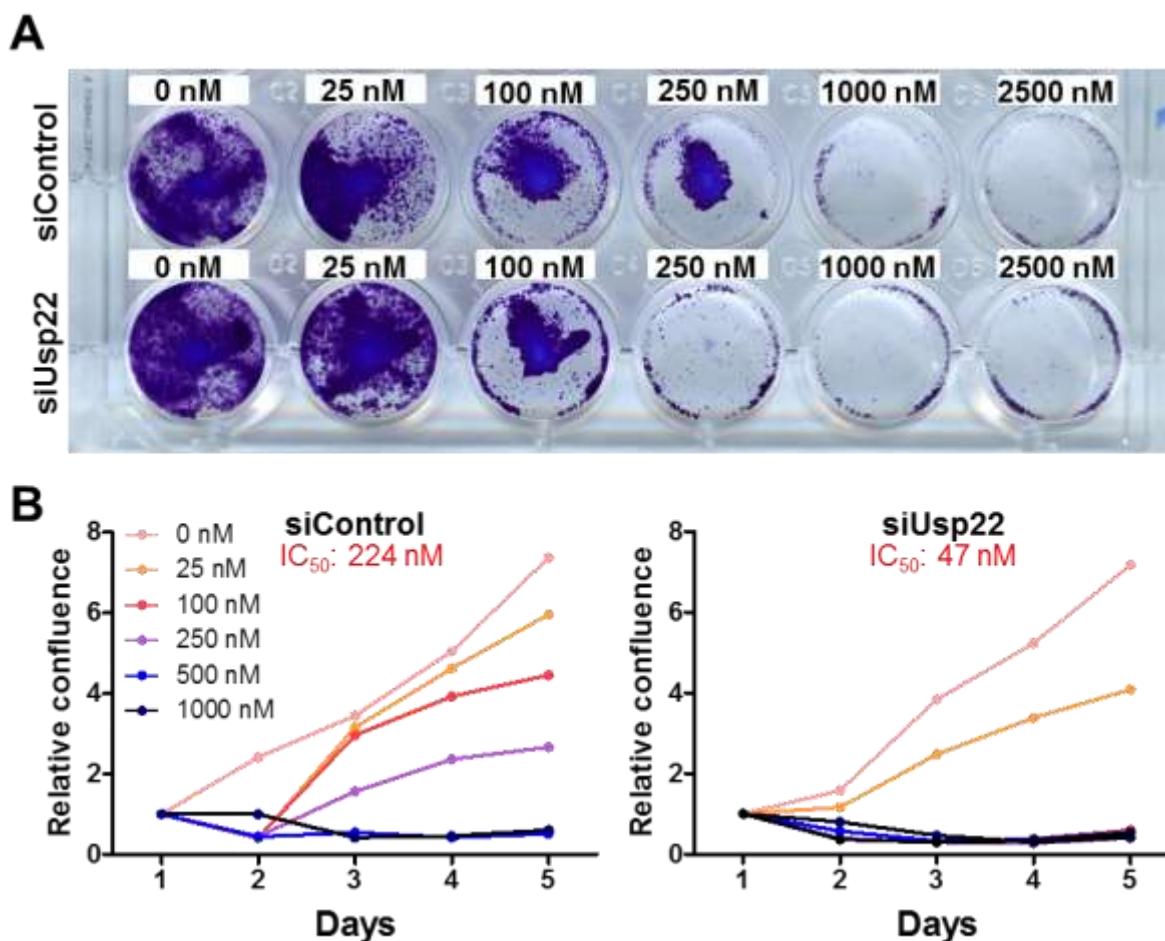 A
siControl
0 nM 25 nM 100 nM 250 nM 1000 nM 2500 nM
siUsp22
0 nM 25 nM 100 nM 250 nM 1000 nM 2500 nM
B
siControl
IC50: 224 nM
0 nM
25 nM
100 nM
250 nM
500 nM
1000 nM
Relative confluence
8
6
4
2
0
1 2 3 4 5
Days
siUsp22
IC50: 47 nM
Relative confluence
8
6
4
2
0
1 2 3 4 5
Days